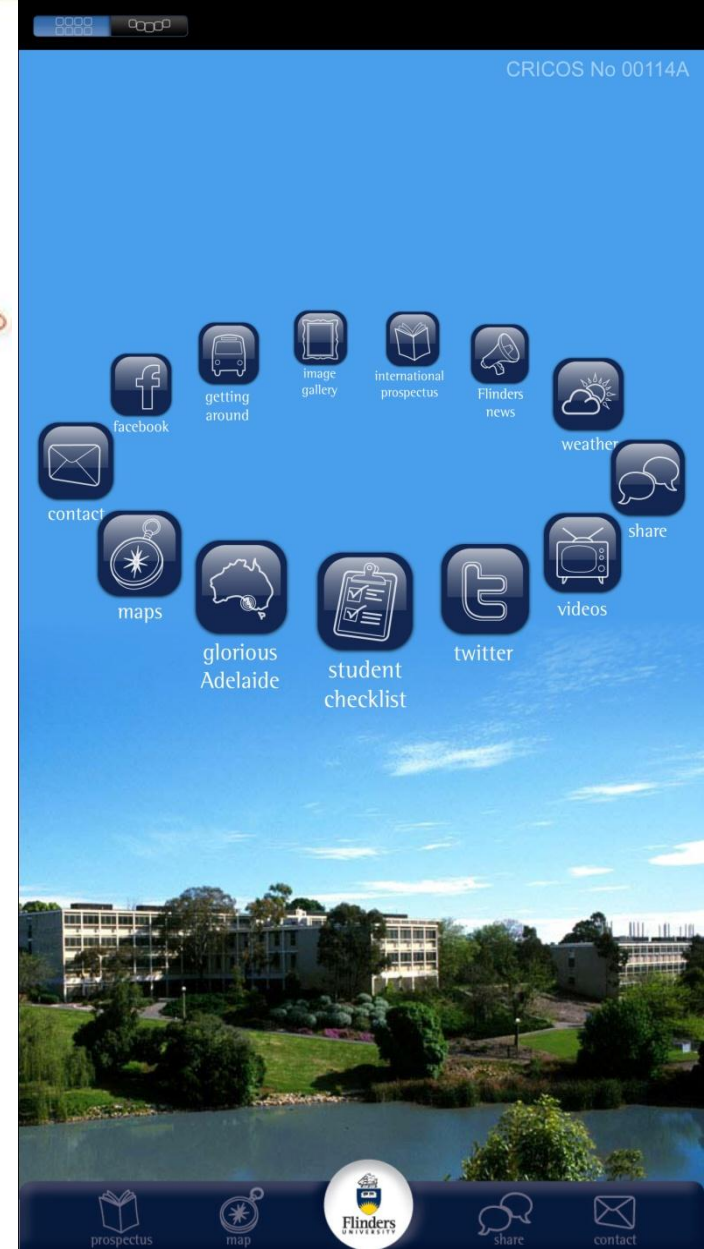 CRICOS No 00114A
image
gallery
international
prospectus
getting
around
Flinders
news
facebook
weather
contact
share
maps
videos
glorious
Adelaide
student
checklist
twitter
prospectus
map
Flinders
UNIVERSITY
share
contact